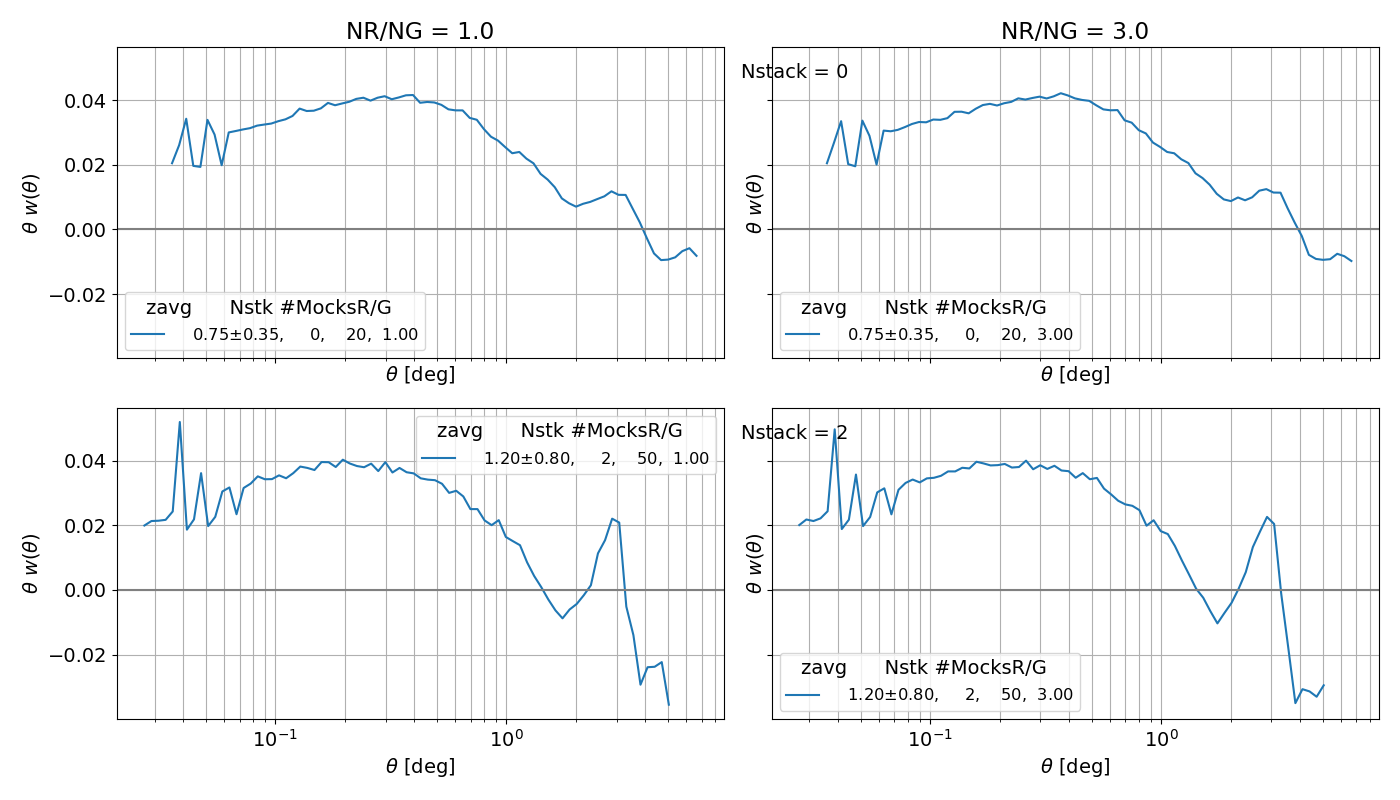 NR/NG = 1.0
NR/NG = 3.0
Nstack = 0
θ w(θ)
0.04
0.02
0.00
−0.02
zavg Nstk #MocksR/G
0.75±0.35, 0, 20, 1.00
θ [deg]
θ w(θ)
zavg Nstk #MocksR/G
0.75±0.35, 0, 20, 3.00
θ [deg]
θ w(θ)
0.04
0.02
0.00
−0.02
zavg Nstk #MocksR/G
1.20±0.80, 2, 50, 1.00
10⁻¹ 10⁰
θ [deg]
Nstack = 2
θ w(θ)
zavg Nstk #MocksR/G
1.20±0.80, 2, 50, 3.00
10⁻¹ 10⁰
θ [deg]